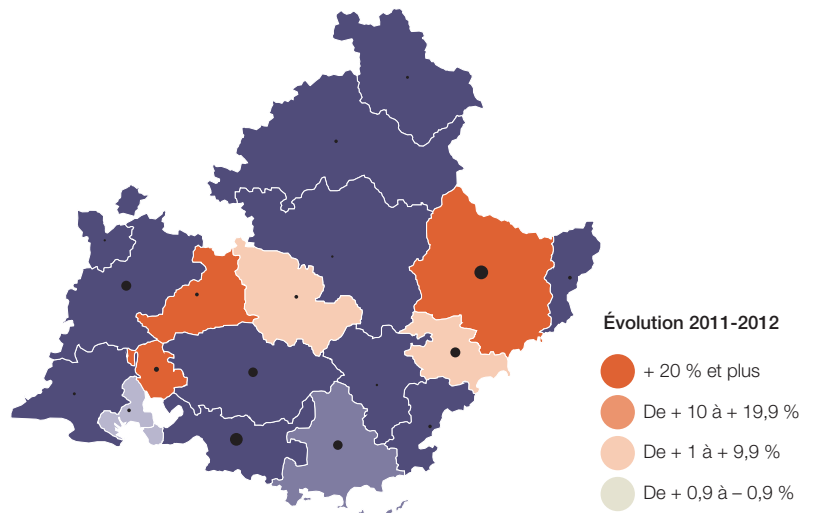 Évolution 2011-2012
+ 20 % et plus
De + 10 à + 19,9 %
De + 1 à + 9,9 %
De + 0,9 à – 0,9 %